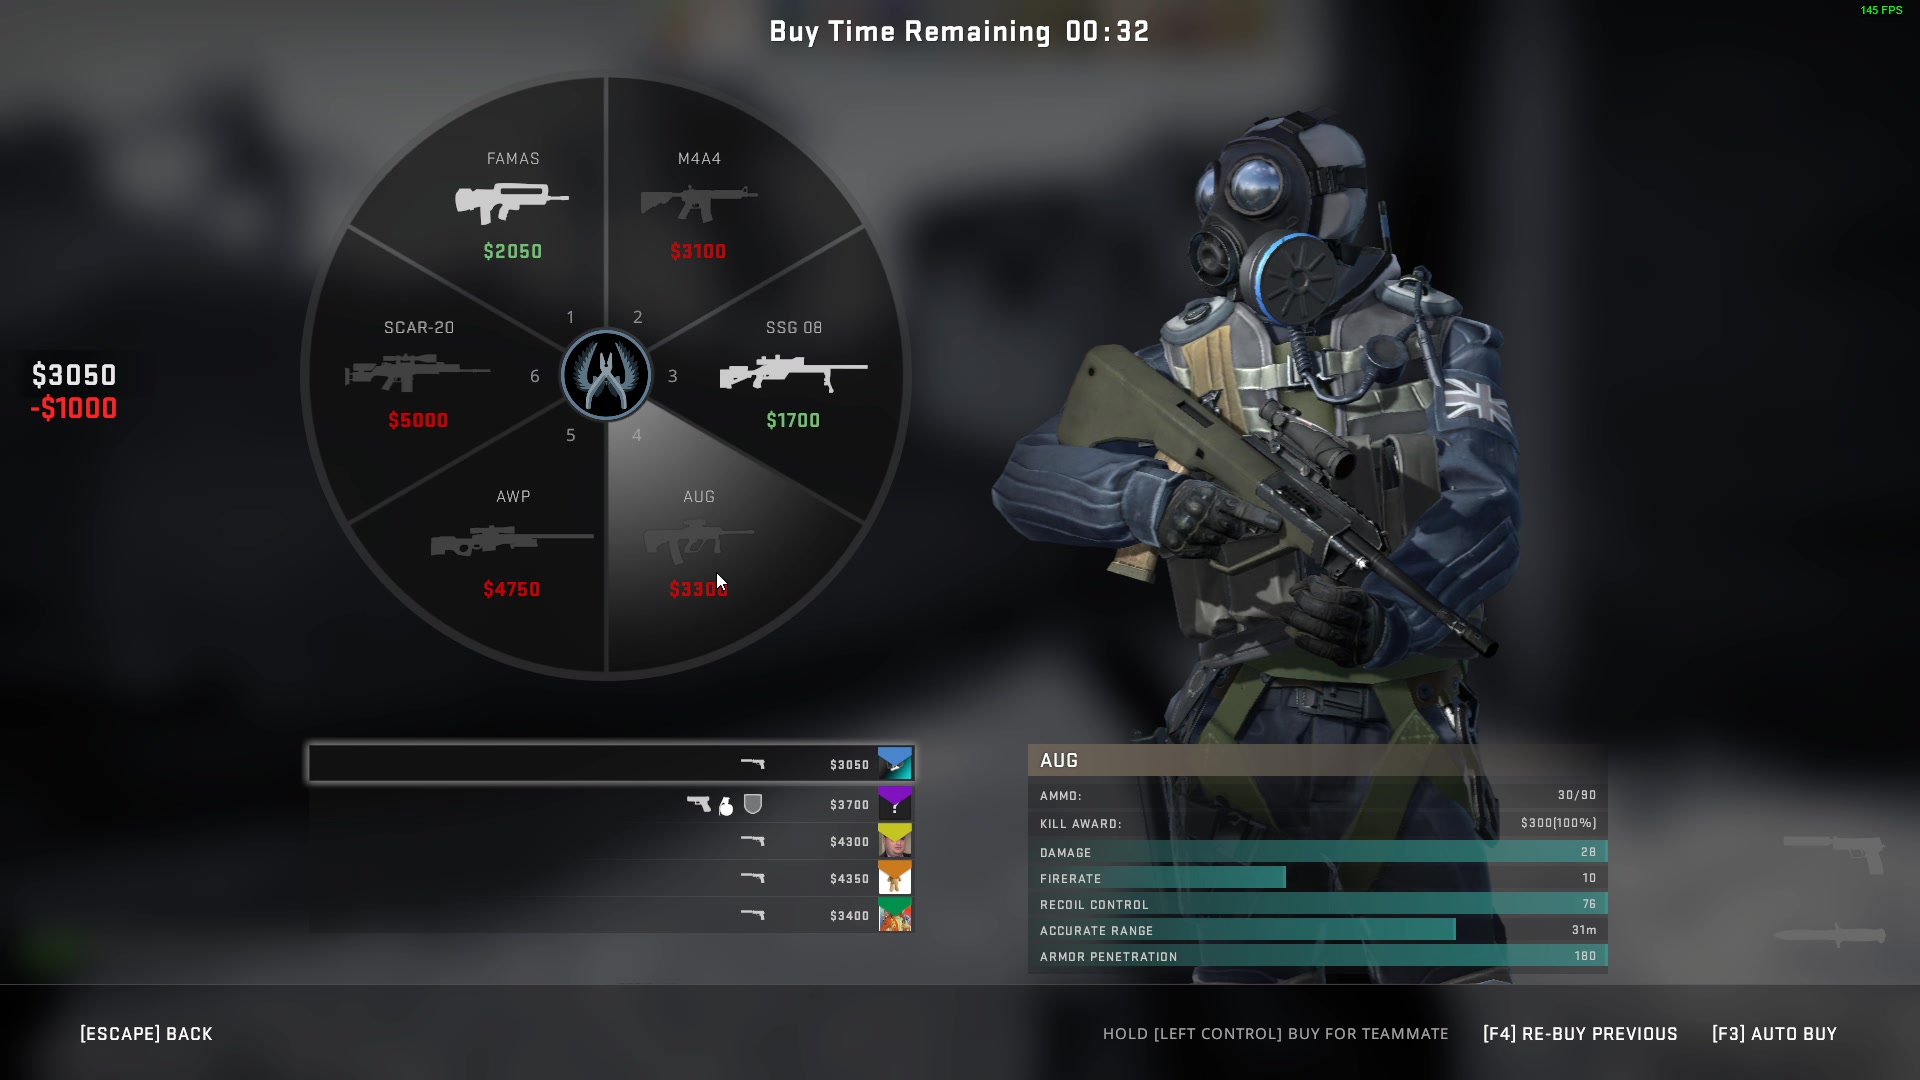 145 FPS
Buy Time Remaining 00:32
FAMAS
$2050
M4A4
$3100
1
2
SCAR-20
$5000
6
3
SSG 08
$1700
$3050
-$1000
5
4
AWP
$4750
AUG
$3300
$3050
$3700
$4300
$4350
$3400
AUG
AMMO: 30/90
KILL AWARD: $300(100%)
DAMAGE 28
FIRERATE 10
RECOIL CONTROL 76
ACCURATE RANGE 31m
ARMOR PENETRATION 180
[ESCAPE] BACK
HOLD [LEFT CONTROL] BUY FOR TEAMMATE
[F4] RE-BUY PREVIOUS
[F3] AUTO BUY